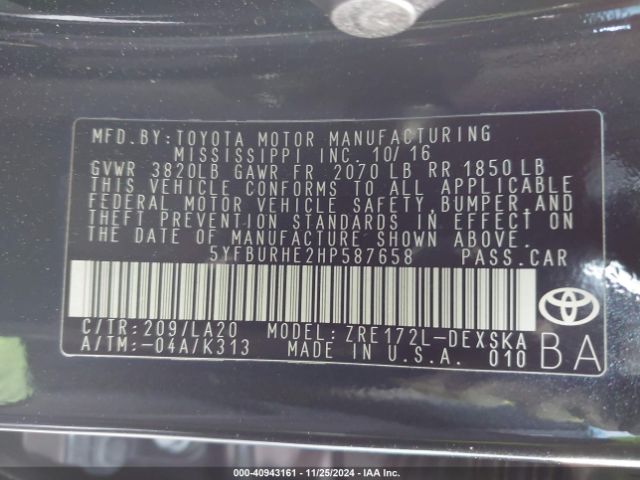 MFD. BY: TOYOTA MOTOR MANUFACTURING
MISSISSIPPI INC. 10/16
GVWR 3820LB GAWR FR 2070 LB RR 1850 LB
THIS VEHICLE CONFORMS TO ALL APPLICABLE
FEDERAL MOTOR VEHICLE SAFETY, BUMPER, AND
THEFT PREVENTION STANDARDS IN EFFECT ON
THE DATE OF MANUFACTURE SHOWN ABOVE.
5YFBURHE2HP587658 PASS. CAR
C/TR: 209/LA20 MODEL: ZRE172L-DEXSKA
A/TM: -04A/K313 MADE IN U.S.A. 010
BA
000-40943161 - 11/25/2024 - IAA Inc.